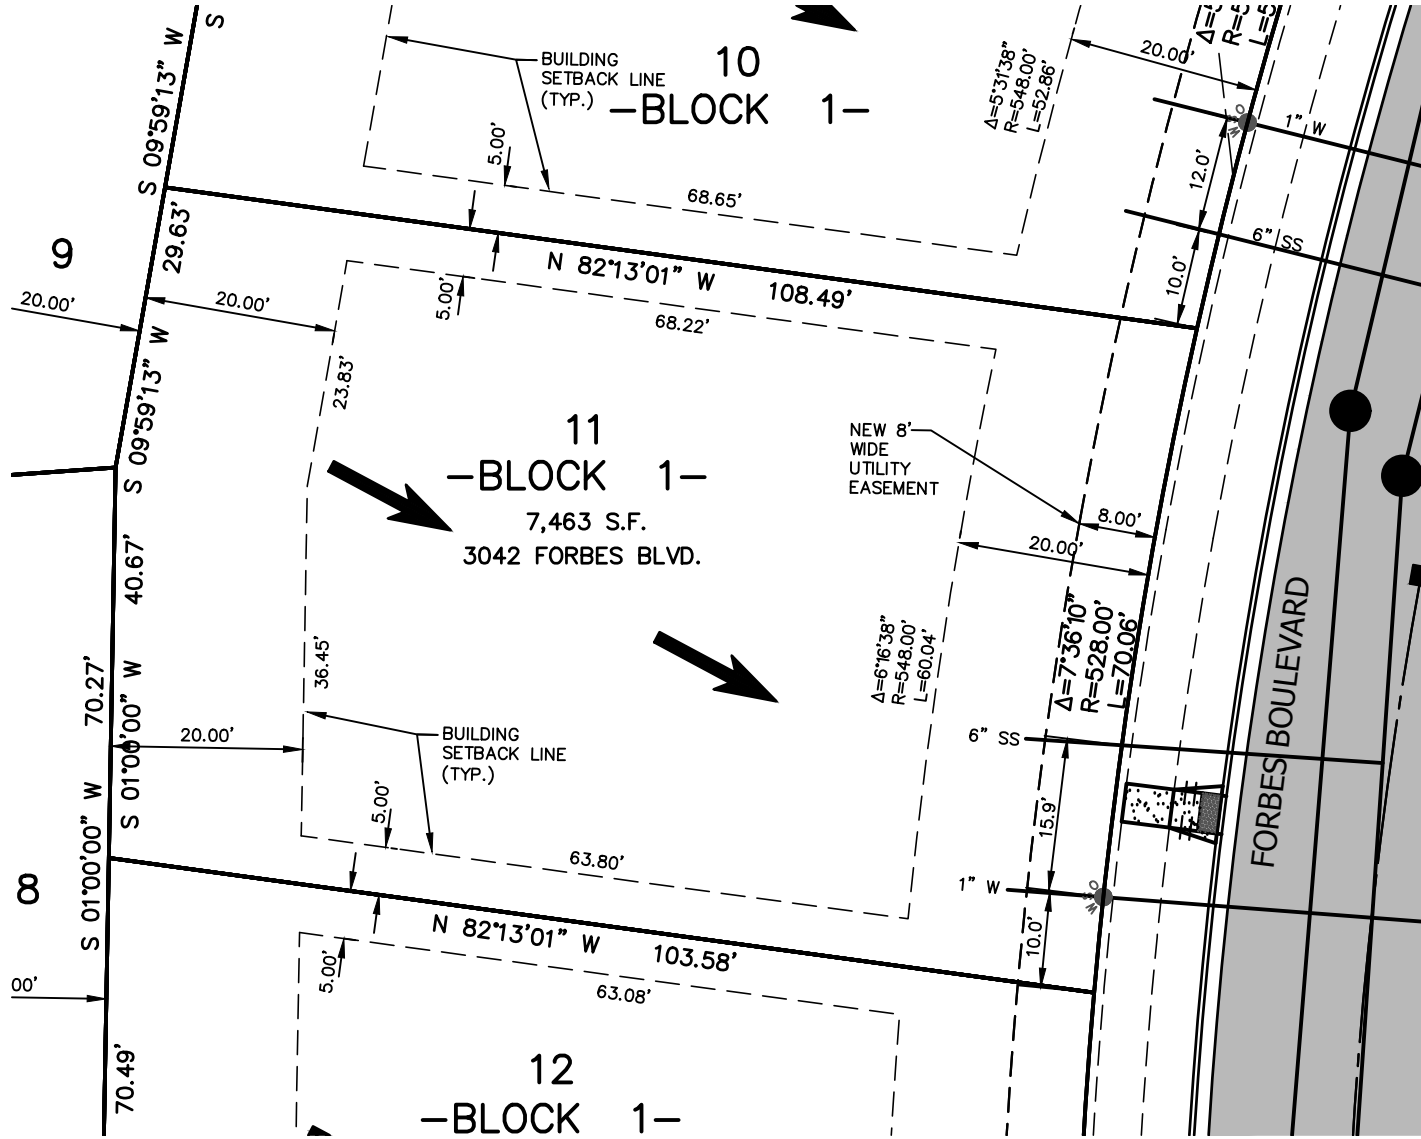 S 09°59'13" W
S
BUILDING
SETBACK LINE
(TYP.)
10
-BLOCK 1-
Δ=5°31'38"
R=548.00'
L=52.86'
20.00'
1" W
12.0'
6" SS
10.0'
5.00'
68.65'
9
29.63'
20.00'
20.00'
N 82°13'01" W 108.49'
5.00'
68.22'
S 09°59'13" W
23.83'
11
-BLOCK 1-
7,463 S.F.
3042 FORBES BLVD.
NEW 8'
WIDE
UTILITY
EASEMENT
8.00'
20.00'
40.67'
Δ=6°16'38"
R=548.00'
L=60.04'
Δ=7°36'10"
R=528.00'
L=70.06'
FORBES BOULEVARD
36.45'
70.27'
S 01°00'00" W
20.00'
BUILDING
SETBACK LINE
(TYP.)
6" SS
15.9'
5.00'
63.80'
1" W
10.0'
8
S 01°00'00" W
N 82°13'01" W 103.58'
5.00'
63.08'
00'
70.49'
12
-BLOCK 1-